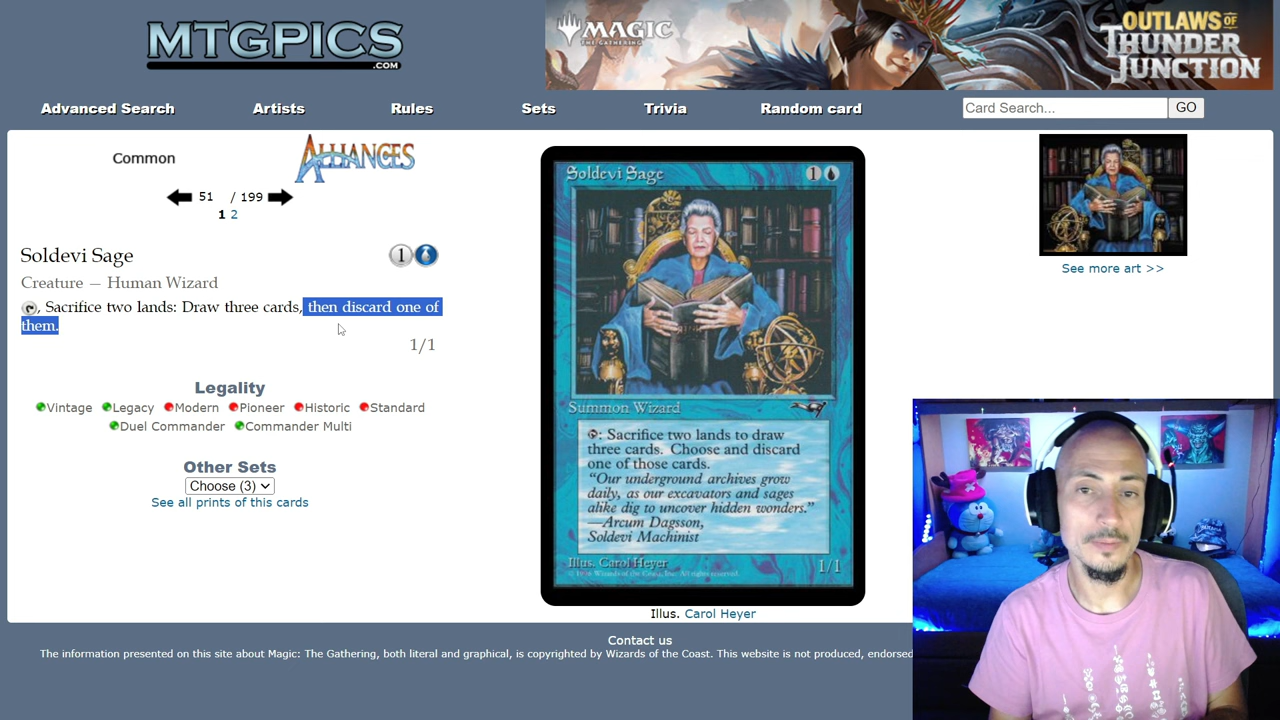 MTGPICS
.COM
MAGIC
THE GATHERING
OUTLAWS OF
THUNDER
JUNCTION
Advanced Search
Artists
Rules
Sets
Trivia
Random card
Card Search...
GO
Common
ALLIANCES
51 / 199
1 2
Soldevi Sage
1
Creature — Human Wizard
, Sacrifice two lands: Draw three cards, then discard one of
them.
1/1
Legality
Vintage Legacy Modern Pioneer Historic Standard
Duel Commander Commander Multi
Other Sets
Choose (3)
See all prints of this cards
Soldevi Sage
1
Summon Wizard
: Sacrifice two lands to draw
three cards. Choose and discard
one of those cards.
“Our underground archives grow
daily, as our excavators and sages
alike dig to uncover hidden wonders.”
—Arcum Dagsson,
Soldevi Machinist
Illus. Carol Heyer
1/1
Illus. Carol Heyer
See more art >>
Contact us
The information presented on this site about Magic: The Gathering, both literal and graphical, is copyrighted by Wizards of the Coast. This website is not produced, endorsed